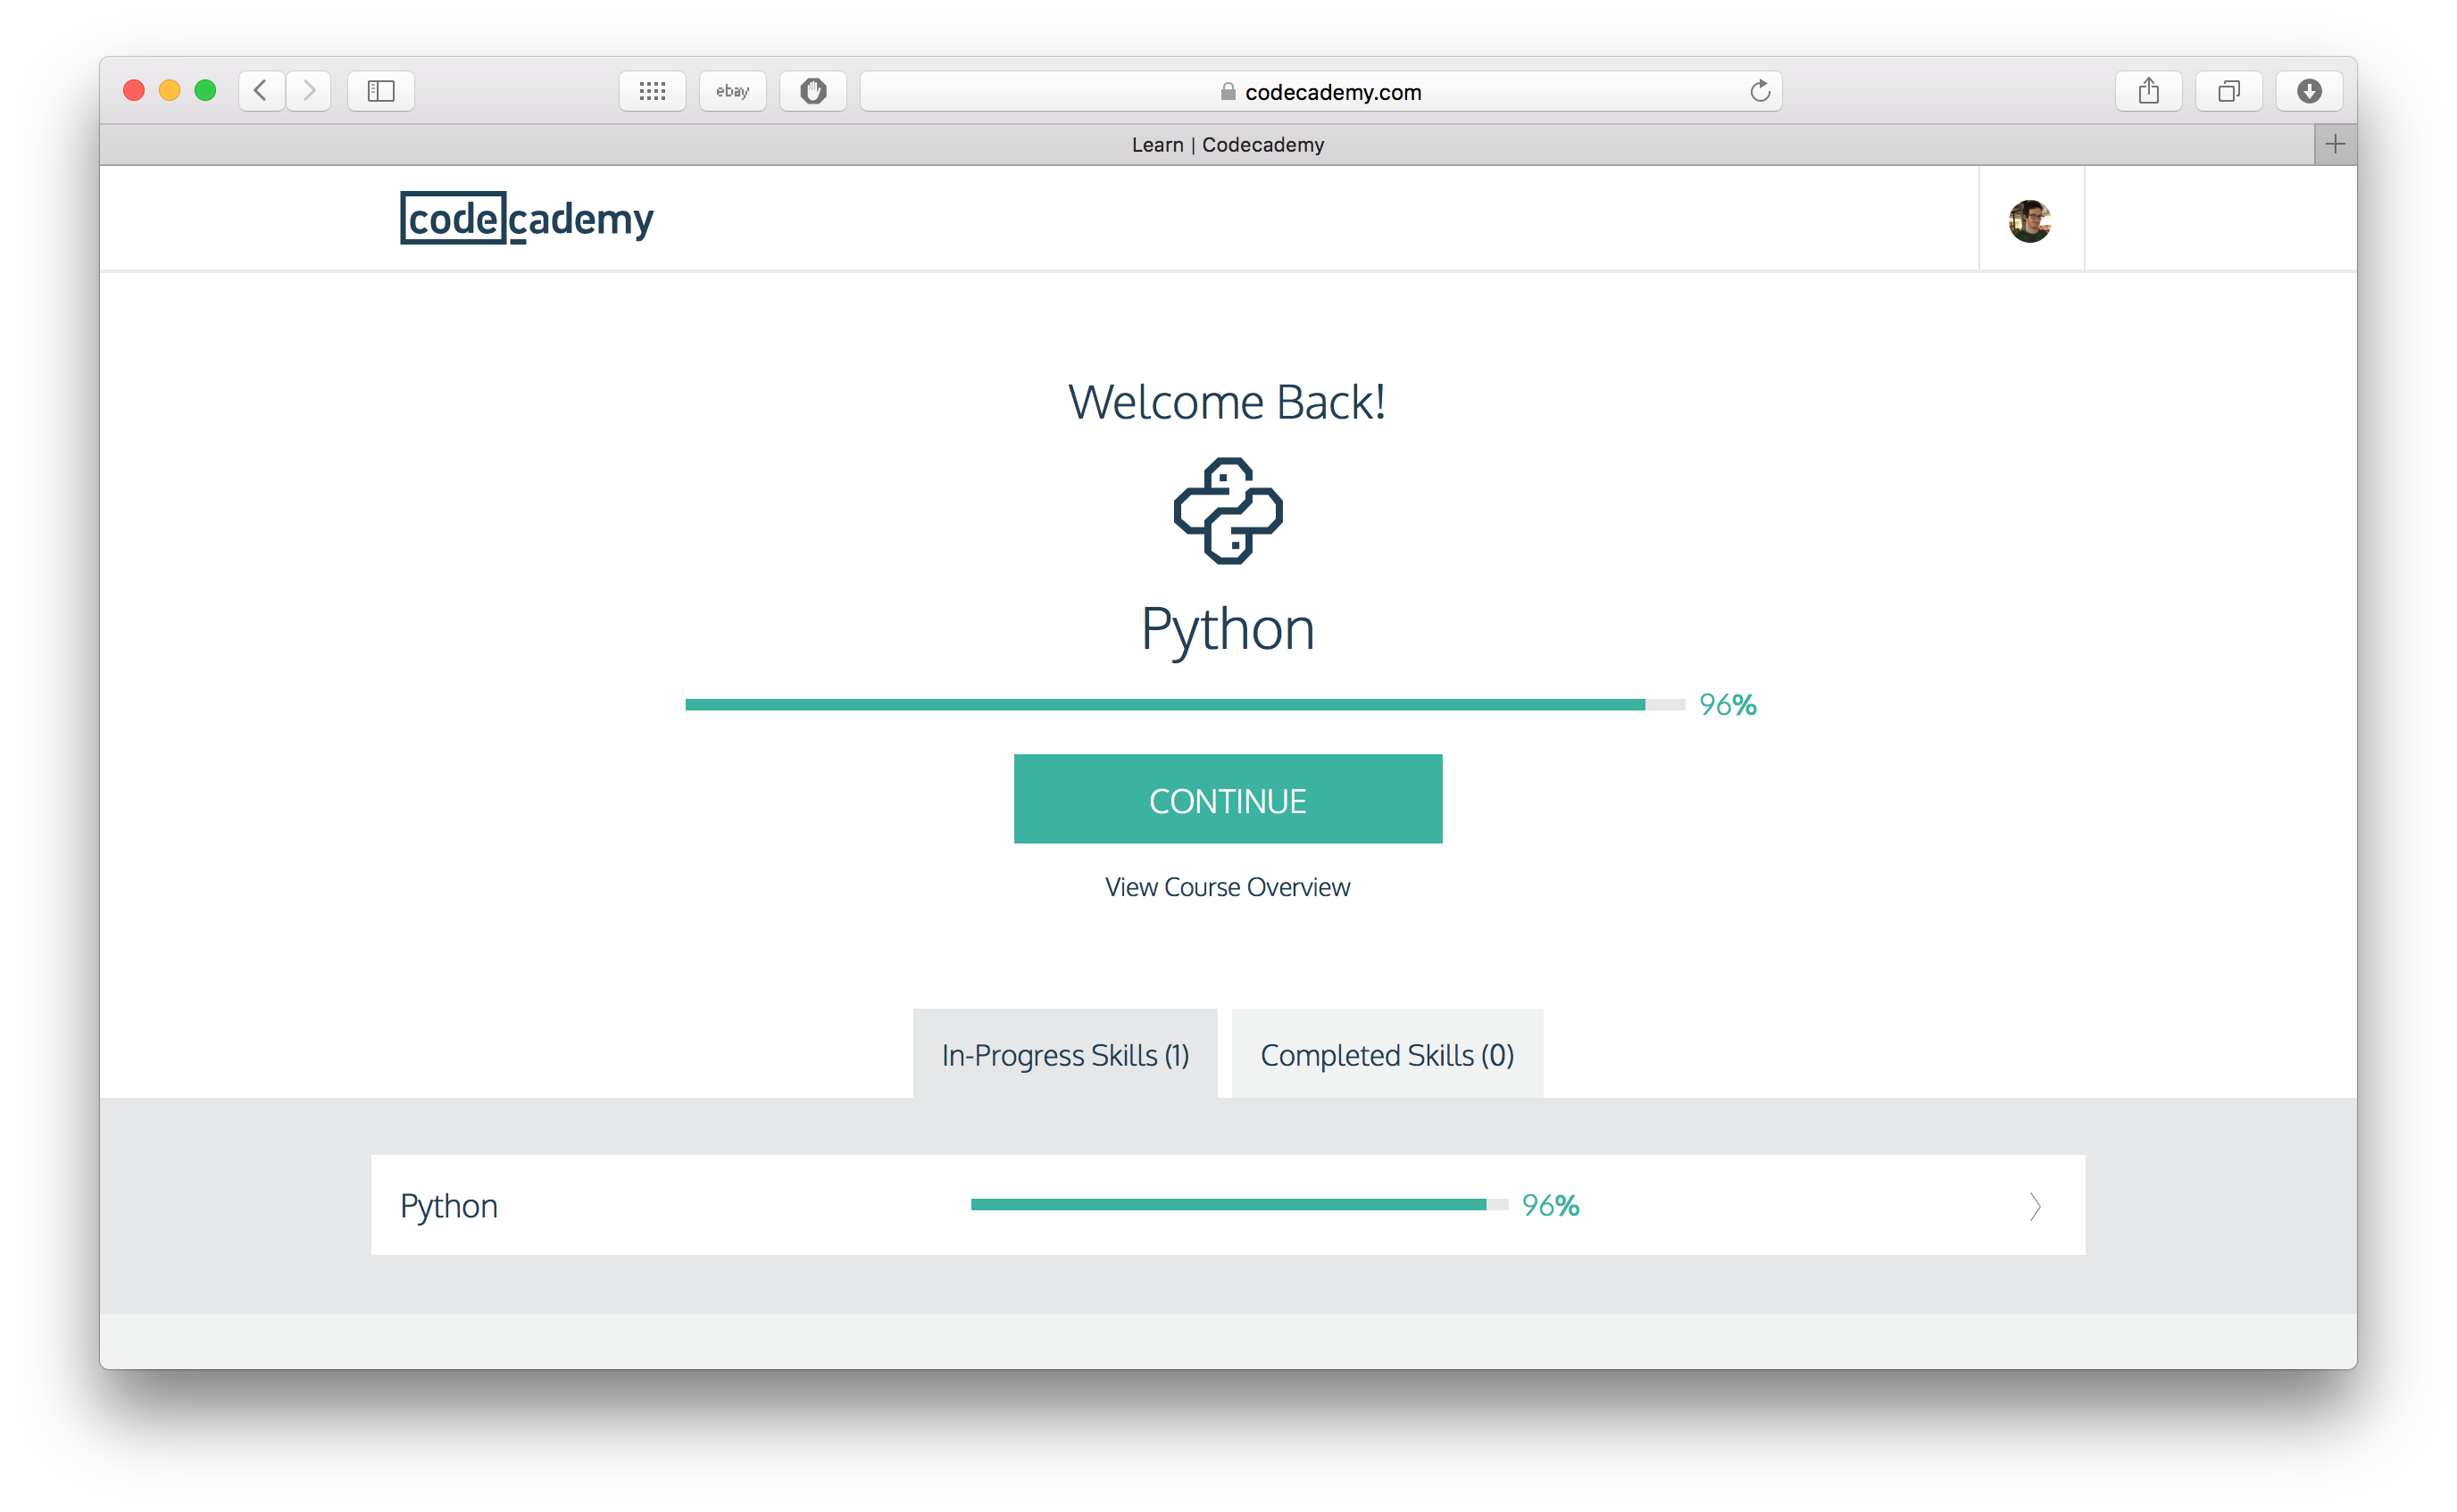 ebay
codecademy.com
Learn | Codecademy
codecademy
Welcome Back!
Python
96%
CONTINUE
View Course Overview
In-Progress Skills (1)
Completed Skills (0)
Python
96%